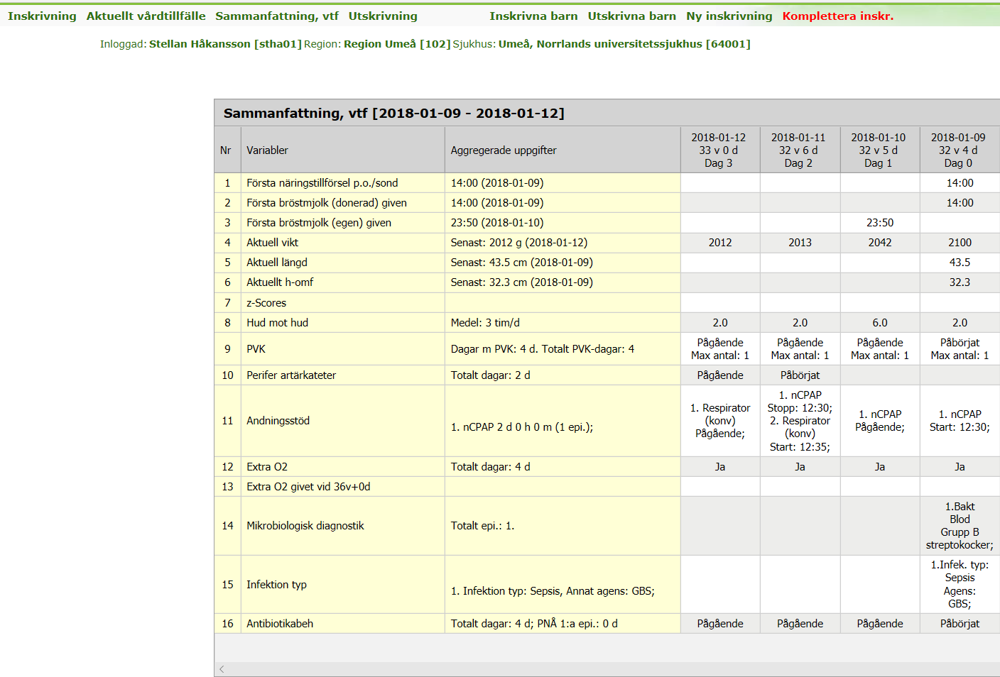 Inskrivning Aktuellt vårdtillfälle Sammanfattning, vtf Utskrivning Inskrivna barn Utskrivna barn Ny inskrivning Komplettera inskr.
Inloggad: Stellan Håkansson [stha01] Region: Region Umeå [102] Sjukhus: Umeå, Norrlands universitetssjukhus [64001]
Sammanfattning, vtf [2018-01-09 - 2018-01-12]
Nr Variabler Aggregerade uppgifter
2018-01-12 2018-01-11 2018-01-10 2018-01-09
33 v 0 d 32 v 6 d 32 v 5 d 32 v 4 d
Dag 3 Dag 2 Dag 1 Dag 0
1 Första näringstillförsel p.o./sond 14:00 (2018-01-09) 14:00
2 Första bröstmjolk (donerad) given 14:00 (2018-01-09) 14:00
3 Första bröstmjolk (egen) given 23:50 (2018-01-10) 23:50
4 Aktuell vikt Senast: 2012 g (2018-01-12) 2012 2013 2042 2100
5 Aktuell längd Senast: 43.5 cm (2018-01-09) 43.5
6 Aktuellt h-omf Senast: 32.3 cm (2018-01-09) 32.3
7 z-Scores
8 Hud mot hud Medel: 3 tim/d 2.0 2.0 6.0 2.0
9 PVK Dagar m PVK: 4 d. Totalt PVK-dagar: 4
Pågående Pågående Pågående Påbörjat
Max antal: 1 Max antal: 1 Max antal: 1 Max antal: 1
10 Perifer artärkateter Totalt dagar: 2 d Pågående Påbörjat
11 Andningsstöd 1. nCPAP 2 d 0 h 0 m (1 epi.);
1. Respirator
(konv)
Pågående;
1. nCPAP
Stopp: 12:30;
2. Respirator
(konv)
Start: 12:35;
1. nCPAP
Pågående;
1. nCPAP
Start: 12:30;
12 Extra O2 Totalt dagar: 4 d Ja Ja Ja Ja
13 Extra O2 givet vid 36v+0d
14 Mikrobiologisk diagnostik Totalt epi.: 1.
1.Bakt
Blod
Grupp B
streptokocker;
15 Infektion typ 1. Infektion typ: Sepsis, Annat agens: GBS;
1.Infek. typ:
Sepsis
Agens:
GBS;
16 Antibiotikabeh Totalt dagar: 4 d; PNÅ 1:a epi.: 0 d Pågående Pågående Pågående Påbörjat